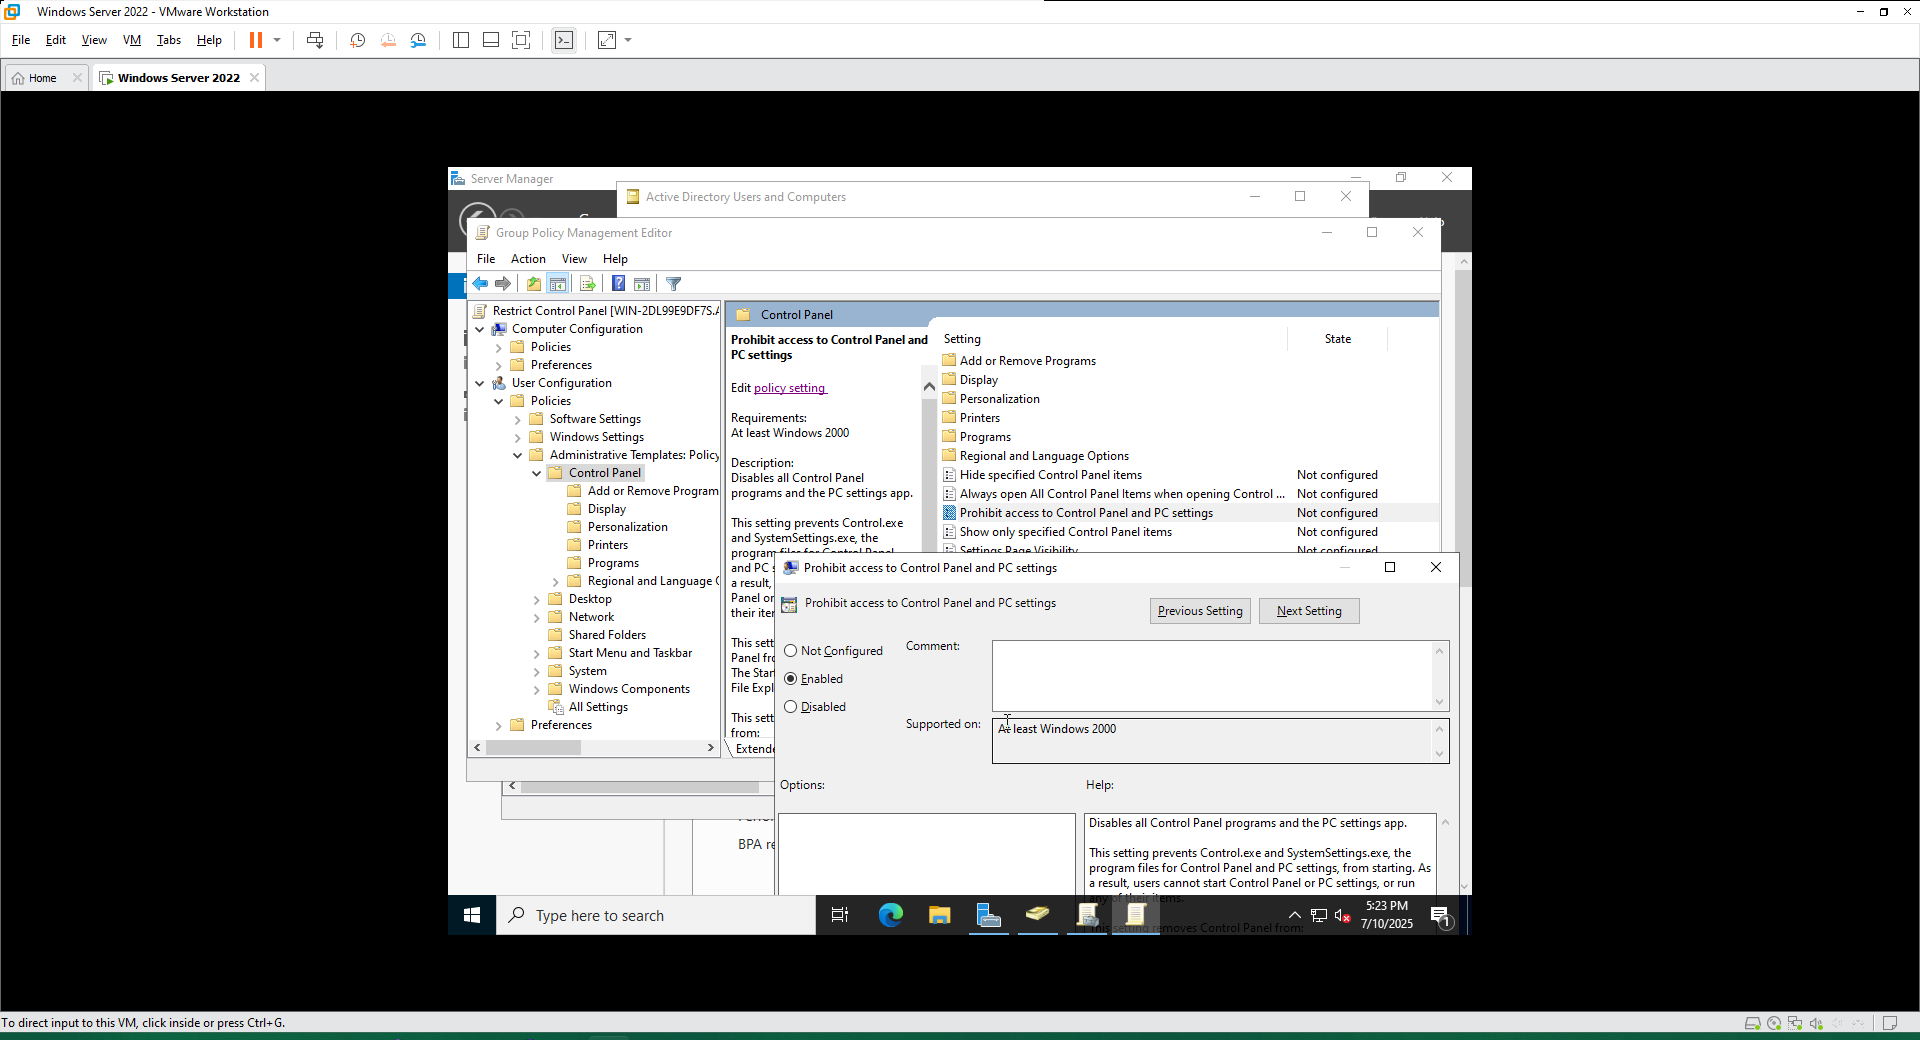 Windows Server 2022 - VMware Workstation
File Edit View VM Tabs Help
Home
Windows Server 2022
Server Manager
Active Directory Users and Computers
Group Policy Management Editor
File Action View Help
Restrict Control Panel [WIN-2DL99E9DF7S.A
Computer Configuration
Policies
Preferences
User Configuration
Policies
Software Settings
Windows Settings
Administrative Templates: Policy
Control Panel
Add or Remove Program
Display
Personalization
Printers
Programs
Regional and Language
Desktop
Network
Shared Folders
Start Menu and Taskbar
System
Windows Components
All Settings
Preferences
Control Panel
Prohibit access to Control Panel and
PC settings
Edit policy setting
Requirements:
At least Windows 2000
Description:
Disables all Control Panel
programs and the PC settings app.
This setting prevents Control.exe
and SystemSettings.exe, the
program files for Control Panel
and PC s
a result,
Panel or
their iter
This sett
Panel fro
The Star
File Expl
This sett
from:
Extende
Setting State
Add or Remove Programs
Display
Personalization
Printers
Programs
Regional and Language Options
Hide specified Control Panel items Not configured
Always open All Control Panel Items when opening Control ... Not configured
Prohibit access to Control Panel and PC settings Not configured
Show only specified Control Panel items Not configured
Settings Page Visibility Not configured
Prohibit access to Control Panel and PC settings
Prohibit access to Control Panel and PC settings
Previous Setting Next Setting
Not Configured
Enabled
Disabled
Comment:
Supported on:
At least Windows 2000
Options:
Help:
Disables all Control Panel programs and the PC settings app.
This setting prevents Control.exe and SystemSettings.exe, the
program files for Control Panel and PC settings, from starting. As
a result, users cannot start Control Panel or PC settings, or run
any of their items.
This setting removes Control Panel from:
BPA re
Type here to search
5:23 PM
7/10/2025
1
To direct input to this VM, click inside or press Ctrl+G.